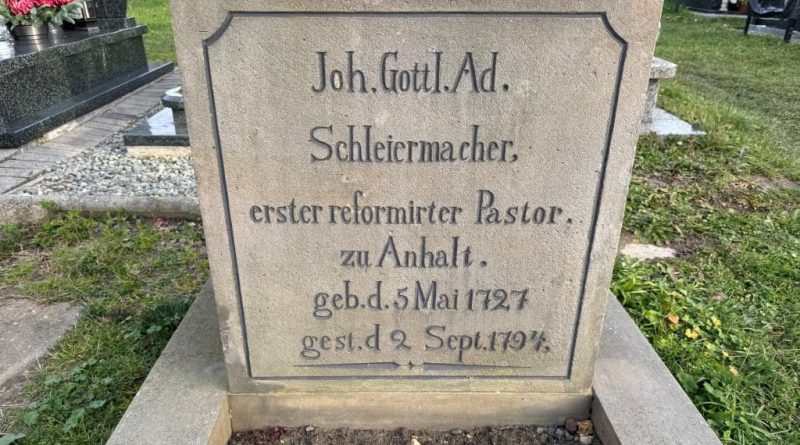 Joh. Gottl. Ad.
Schleiermacher,
erster reformirter Pastor.
zu Anhalt.
geb. d. 5 Mai 1727
gest. d 2 Sept. 1794.